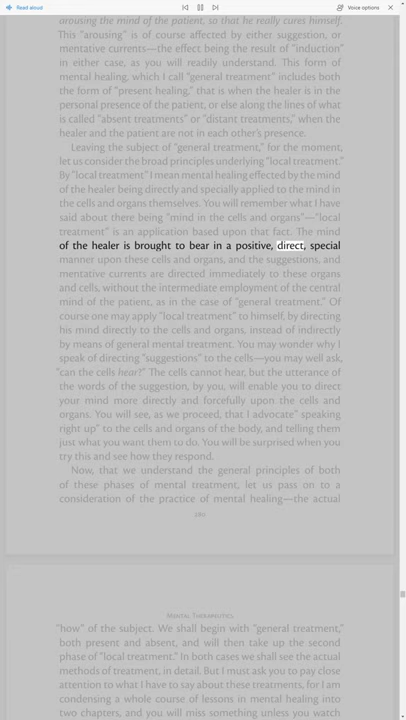 Read aloud
Voice options
arousing the mind of the patient, so that he really cures himself.
This “arousing” is of course affected by either suggestion, or
mentative currents—the effect being the result of “induction”
in either case, as you will readily understand. This form of
mental healing, which I call “general treatment” includes both
the form of “present healing,” that is when the healer is in the
personal presence of the patient, or else along the lines of what
is called “absent treatments” or “distant treatments,” when the
healer and the patient are not in each other’s presence.
Leaving the subject of “general treatment,” for the moment,
let us consider the broad principles underlying “local treatment.”
By “local treatment” I mean mental healing effected by the mind
of the healer being directly and specially applied to the mind in
the cells and organs themselves. You will remember what I have
said about there being “mind in the cells and organs”—“local
treatment” is an application based upon that fact. The mind
of the healer is brought to bear in a positive, direct, special
manner upon these cells and organs, and the suggestions, and
mentative currents are directed immediately to these organs
and cells, without the intermediate employment of the central
mind of the patient, as in the case of “general treatment.” Of
course one may apply “local treatment” to himself, by directing
his mind directly to the cells and organs. Instead of indirectly
by means of general mental treatment. You may wonder why I
speak of directing “suggestions” to the cells—you may well ask,
“can the cells hear?” The cells cannot hear, but the utterance of
the words of the suggestion, by you, will enable you to direct
your mind more directly and forcefully upon the cells and
organs. You will see, as we proceed, that I advocate” speaking
right up” to the cells and organs of the body, and telling them
just what you want them to do. You will be surprised when you
try this and see how they respond.
Now, that we understand the general principles of both
of these phases of mental treatment, let us pass on to a
consideration of the practice of mental healing—the actual
Mental Therapeutics
“how” of the subject. We shall begin with “general treatment,”
both present and absent, and will then take up the second
phase of “local treatment.” In both cases we shall see the actual
methods of treatment, in detail. But I must ask you to pay close
attention to what I have to say about these treatments, for I am
condensing a whole course of lessons in mental healing into
two chapters, and you will miss something unless you watch